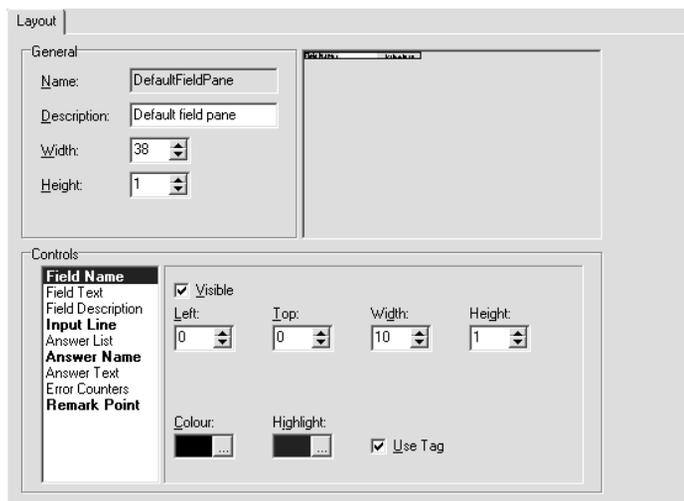 Layout
General
Name: DefaultFieldPane
Description: Default field pane
Width: 38
Height: 1
Field Name
Controls
Field Name
Field Text
Field Description
Input Line
Answer List
Answer Name
Answer Text
Error Counters
Remark Point
Visible
Left: Top: Width: Height:
0 0 10 1
Colour: Highlight:
... ... Use Tag